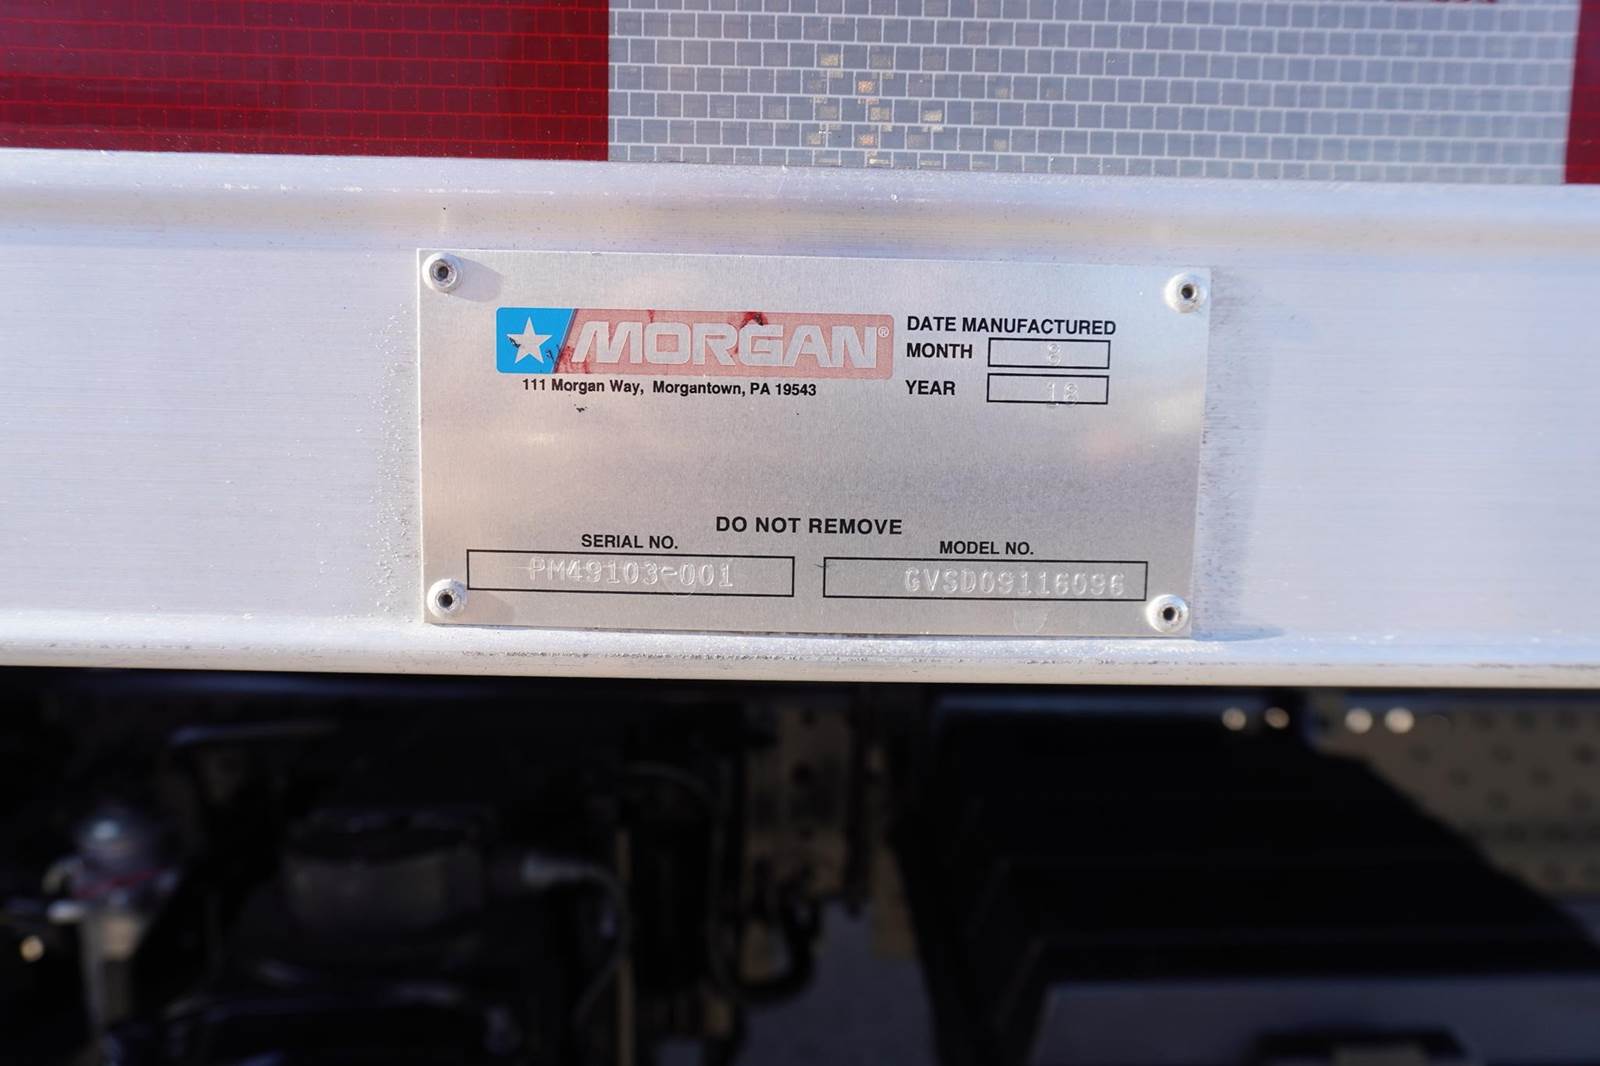 MORGAN®
111 Morgan Way, Morgantown, PA 19543
DATE MANUFACTURED
MONTH 8
YEAR 18
DO NOT REMOVE
SERIAL NO.
PM49103-001
MODEL NO.
GVSD09116096